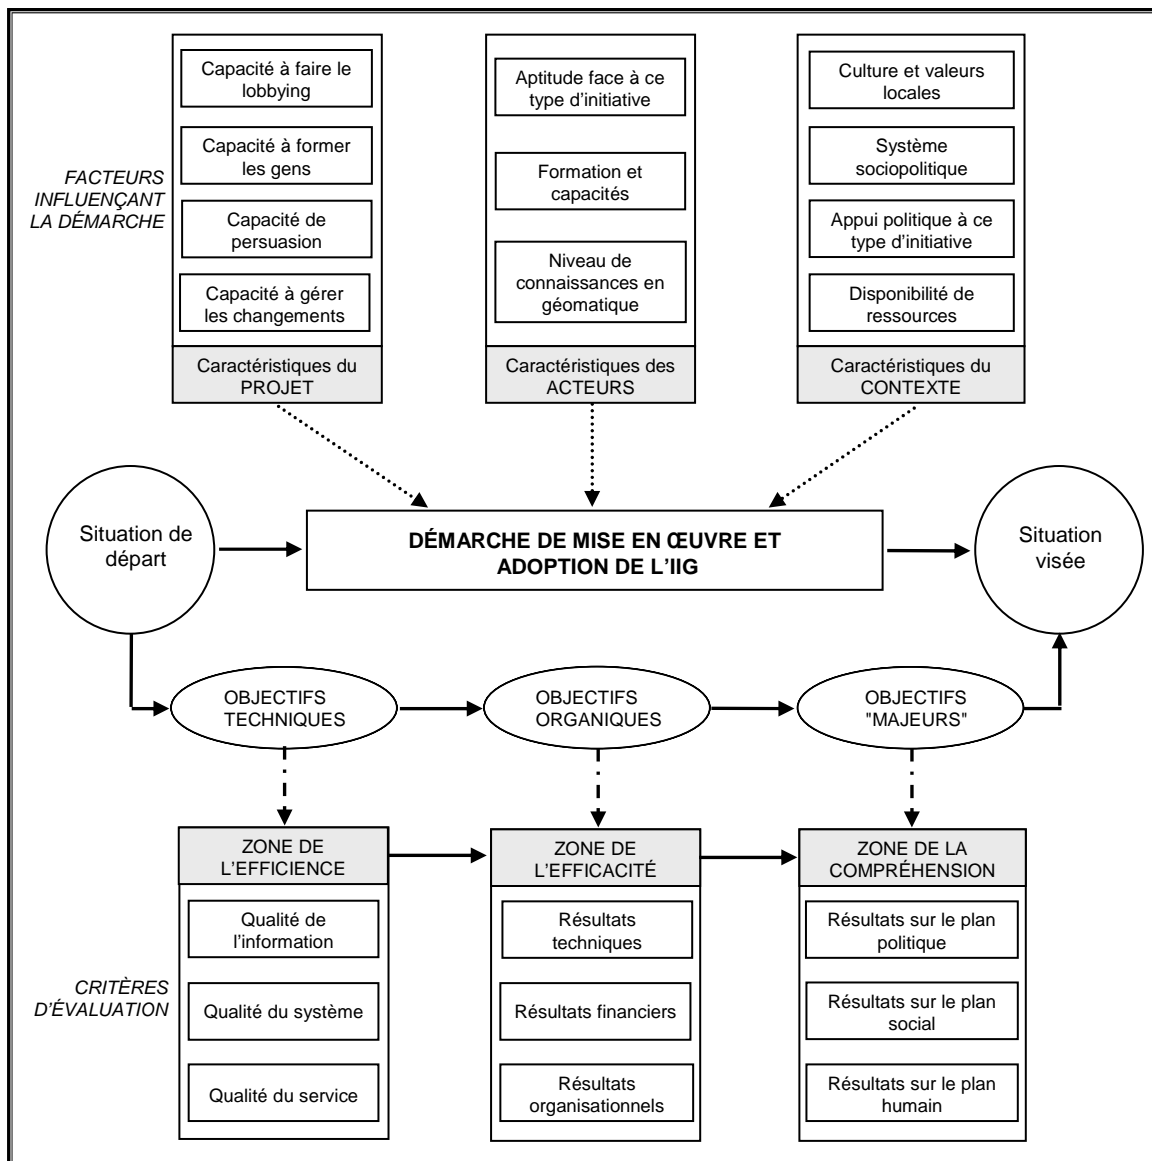 FACTEURS
INFLUENÇANT
LA DÉMARCHE
Capacité à faire le
lobbying
Capacité à former
les gens
Capacité de
persuasion
Capacité à gérer
les changements
Caractéristiques du
PROJET
Aptitude face à ce
type d'initiative
Formation et
capacités
Niveau de
connaissances en
géomatique
Caractéristiques des
ACTEURS
Culture et valeurs
locales
Système
sociopolitique
Appui politique à ce
type d'initiative
Disponibilité de
ressources
Caractéristiques du
CONTEXTE
Situation de
départ
DÉMARCHE DE MISE EN ŒUVRE ET
ADOPTION DE L'IIG
Situation
visée
OBJECTIFS
TECHNIQUES
OBJECTIFS
ORGANIQUES
OBJECTIFS
"MAJEURS"
CRITÈRES
D'ÉVALUATION
ZONE DE
L'EFFICIENCE
Qualité de
l'information
Qualité du système
Qualité du service
ZONE DE
L'EFFICACITÉ
Résultats
techniques
Résultats financiers
Résultats
organisationnels
ZONE DE LA
COMPRÉHENSION
Résultats sur le plan
politique
Résultats sur le plan
social
Résultats sur le plan
humain